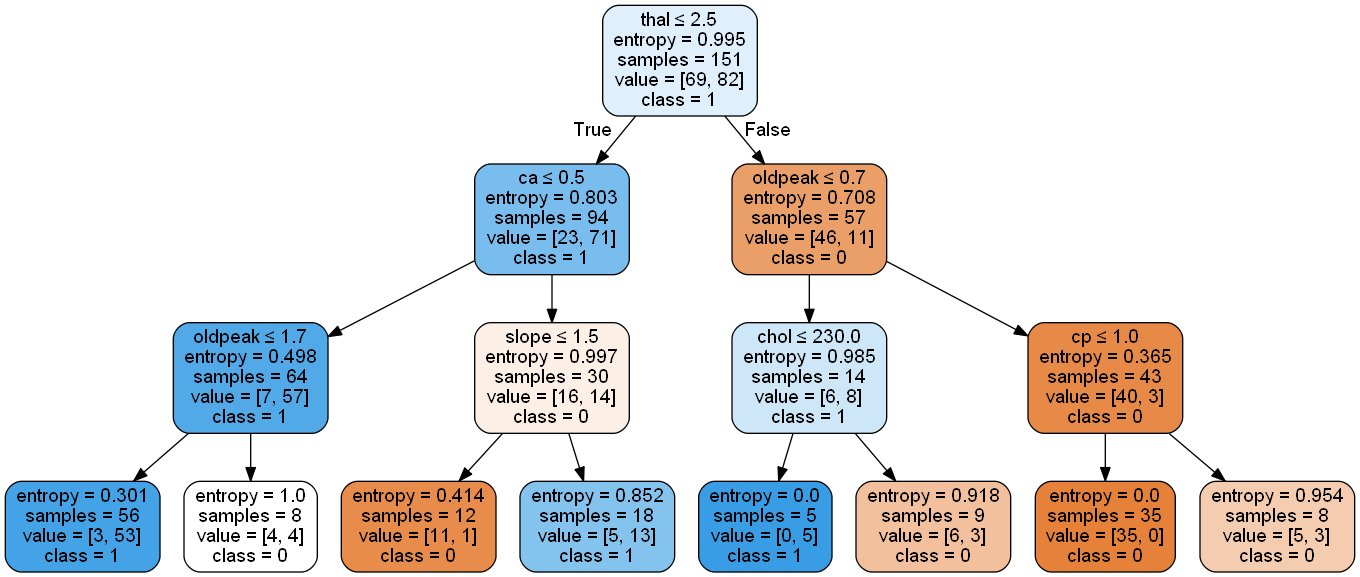 thal ≤ 2.5
entropy = 0.995
samples = 151
value = [69, 82]
class = 1
True
False
ca ≤ 0.5
entropy = 0.803
samples = 94
value = [23, 71]
class = 1
oldpeak ≤ 0.7
entropy = 0.708
samples = 57
value = [46, 11]
class = 0
oldpeak ≤ 1.7
entropy = 0.498
samples = 64
value = [7, 57]
class = 1
slope ≤ 1.5
entropy = 0.997
samples = 30
value = [16, 14]
class = 0
chol ≤ 230.0
entropy = 0.985
samples = 14
value = [6, 8]
class = 1
cp ≤ 1.0
entropy = 0.365
samples = 43
value = [40, 3]
class = 0
entropy = 0.301
samples = 56
value = [3, 53]
class = 1
entropy = 1.0
samples = 8
value = [4, 4]
class = 0
entropy = 0.414
samples = 12
value = [11, 1]
class = 0
entropy = 0.852
samples = 18
value = [5, 13]
class = 1
entropy = 0.0
samples = 5
value = [0, 5]
class = 1
entropy = 0.918
samples = 9
value = [6, 3]
class = 0
entropy = 0.0
samples = 35
value = [35, 0]
class = 0
entropy = 0.954
samples = 8
value = [5, 3]
class = 0